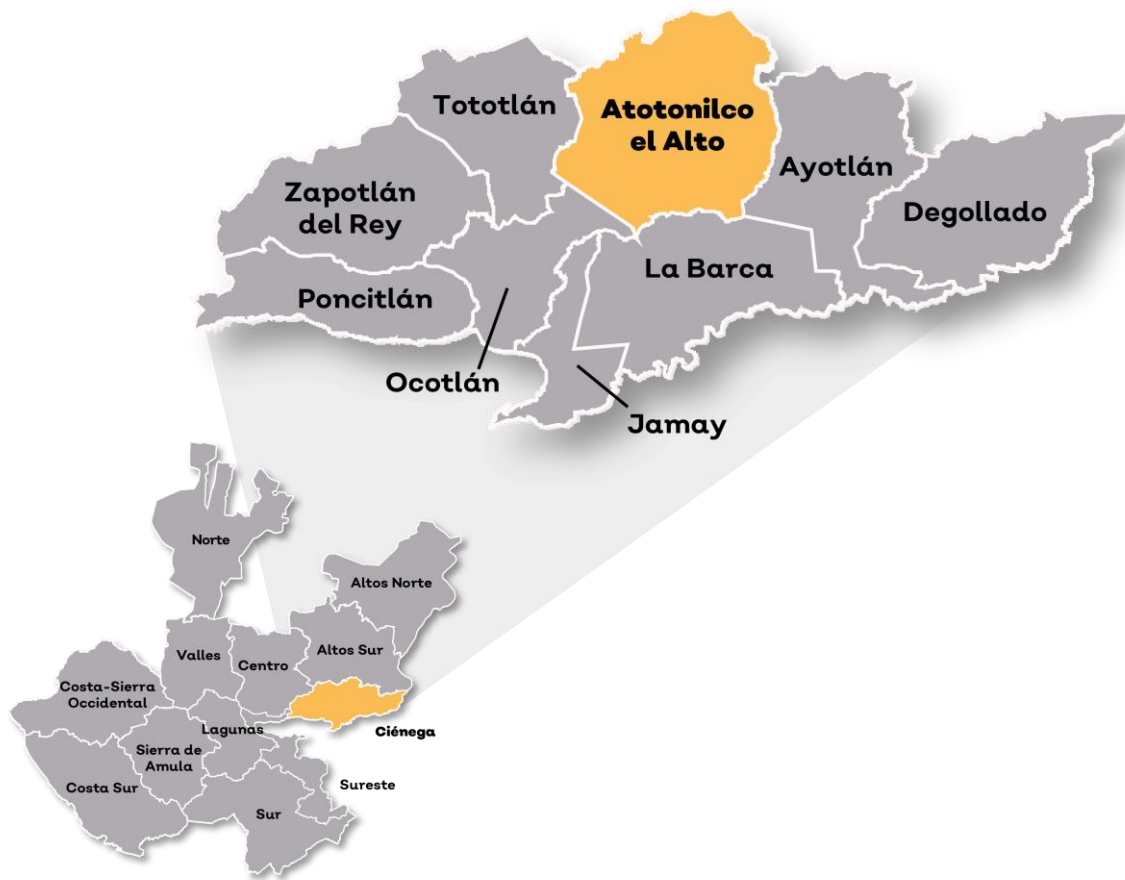 Tototlán
Atotonilco
el Alto
Ayotlán
Zapotlán
del Rey
Degollado
La Barca
Poncitlán
Ocotlán
Jamay
Norte
Altos Norte
Valles
Centro
Altos Sur
Costa-Sierra
Occidental
Lagunas
Ciénega
Sierra de
Amula
Costa Sur
Sureste
Sur